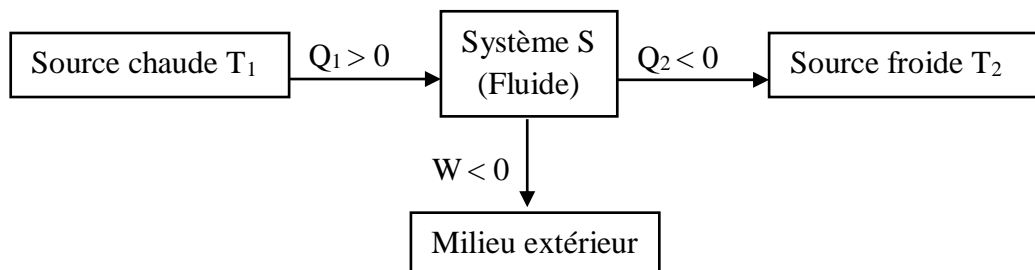 Source chaude T₁
Q₁ > 0
Système S
(Fluide)
Q₂ < 0
Source froide T₂
W < 0
Milieu extérieur